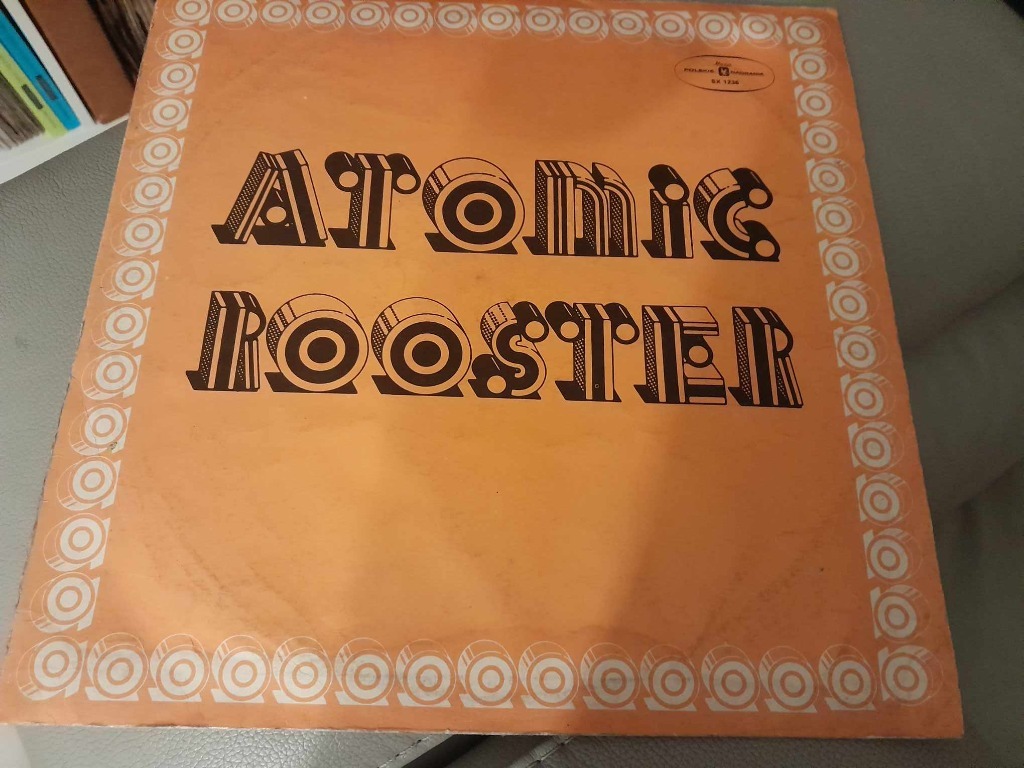 POLSKIE NAGRANIA
SX 1236
ATOMIC
ROOSTER